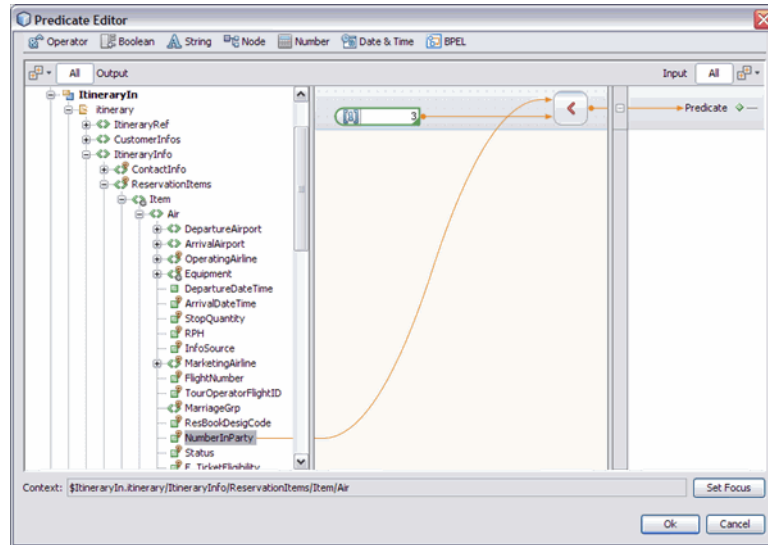 Predicate Editor
Operator Boolean String Node Number Date & Time BPEL
All Output Input All
ItineraryIn
itinerary
ItineraryRef
CustomerInfos
ItineraryInfo
ContactInfo
ReservationItems
Item
Air
DepartureAirport
ArrivalAirport
OperatingAirline
Equipment
DepartureDateTime
ArrivalDateTime
StopQuantity
RPH
InfoSource
MarketingAirline
FlightNumber
TourOperatorFlightID
MarriageGrp
ResBookDesigCode
NumberInParty
Status
E_TicketEligibility
3
<
Predicate
Context: $ItineraryIn.itinerary/ItineraryInfo/ReservationItems/Item/Air
Set Focus
Ok Cancel